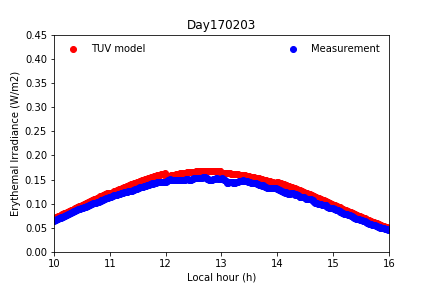 Day170203
0.45
0.40
0.35
0.30
0.25
0.20
0.15
0.10
0.05
0.00
Erythemal Irradiance (W/m2)
TUV model
Measurement
10 11 12 13 14 15 16
Local hour (h)